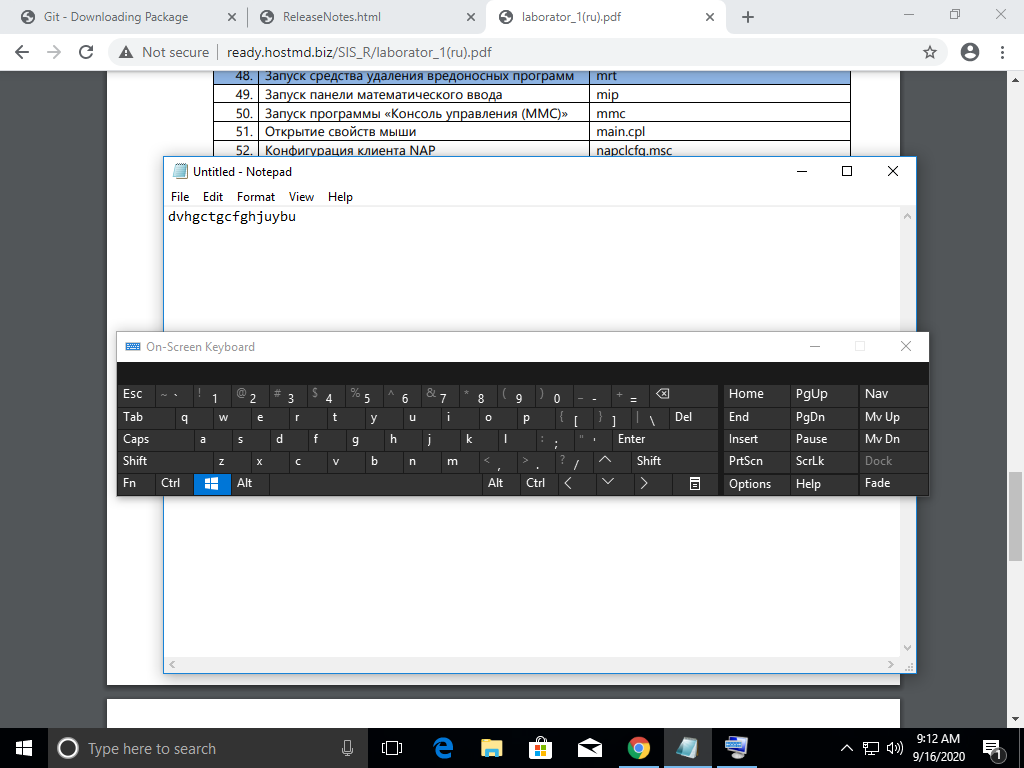 Git - Downloading Package
ReleaseNotes.html
laborator_1(ru).pdf
Not secure
ready.hostmd.biz/SIS_R/laborator_1(ru).pdf
48. Запуск средства удаления вредоносных программ mrt
49. Запуск панели математического ввода mip
50. Запуск программы «Консоль управления (MMC)» mmc
51. Открытие свойств мыши main.cpl
52. Конфигурация клиента NAP napclcfg.msc
Untitled - Notepad
File Edit Format View Help
dvhgctgcfghjuybu
On-Screen Keyboard
Esc ~ ` ! 1 @ 2 # 3 $ 4 % 5 ^ 6 & 7 * 8 ( 9 ) 0 _ - + = Home PgUp Nav
Tab q w e r t y u i o p { [ } ] | \ Del End PgDn Mv Up
Caps a s d f g h j k l : ; " ' Enter Insert Pause Mv Dn
Shift z x c v b n m < , > . ? / Shift PrtScn ScrLk Dock
Fn Ctrl Alt Alt Ctrl Options Help Fade
Type here to search
9:12 AM
9/16/2020
1